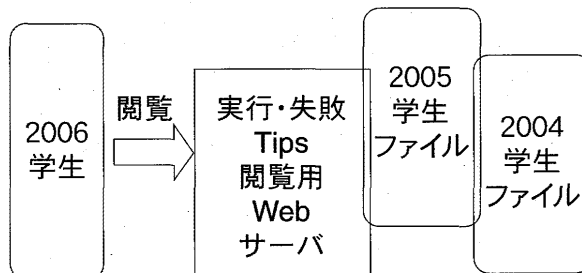 2006
学生
閲覧
実行・失敗
Tips
閲覧用
Web
サーバ
2005
学生
ファイル
2004
学生
ファイル